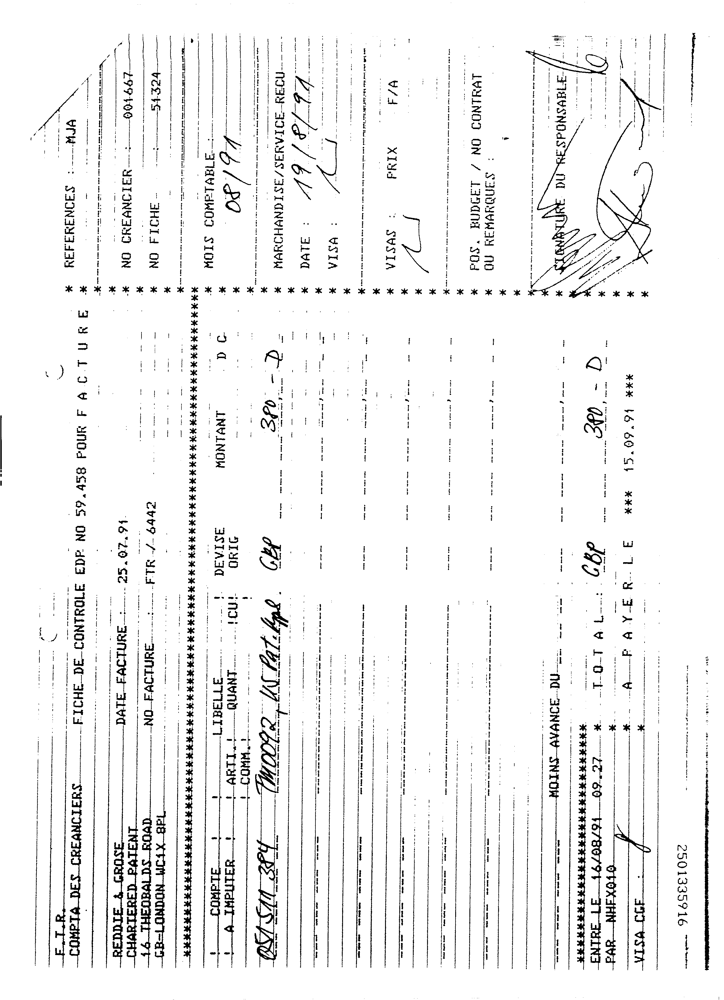 F.T.R.
COMPTA DES CREANCIERS FICHE DE CONTROLE EDP NO 59.458 POUR F A C T U R E * REFERENCES : MJA
REDDIE & GROSE DATE FACTURE : 25.07.91 * NO CREANCIER : 001667
CHARTERED PATENT
16 THEOBALDS ROAD NO FACTURE : FTR / 6442 * NO FICHE : 51324
GB-LONDON WC1X 8PL
MOIS COMPTABLE :
08/91
! COMPTE ! ! LIBELLE ! DEVISE MONTANT D C
! A IMPUTER ! ! ARTI. ! QUANT !CU! ORIG
COMM. !
051 511 384 PM0092, US Pat. Appl. GBP 380,- D
MARCHANDISE/SERVICE RECU
DATE : 19/8/91
VISA :
VISAS : PRIX F/A
POS. BUDGET / NO CONTRAT
OU REMARQUES :
SIGNATURE DU RESPONSABLE
MOINS AVANCE DU
ENTRE LE 16/08/91 09.27 * T O T A L : GBP 380,- D
PAR NHFX010 *
VISA CGF : * A P A Y E R L E *** 15.09.91 ***
2501335916